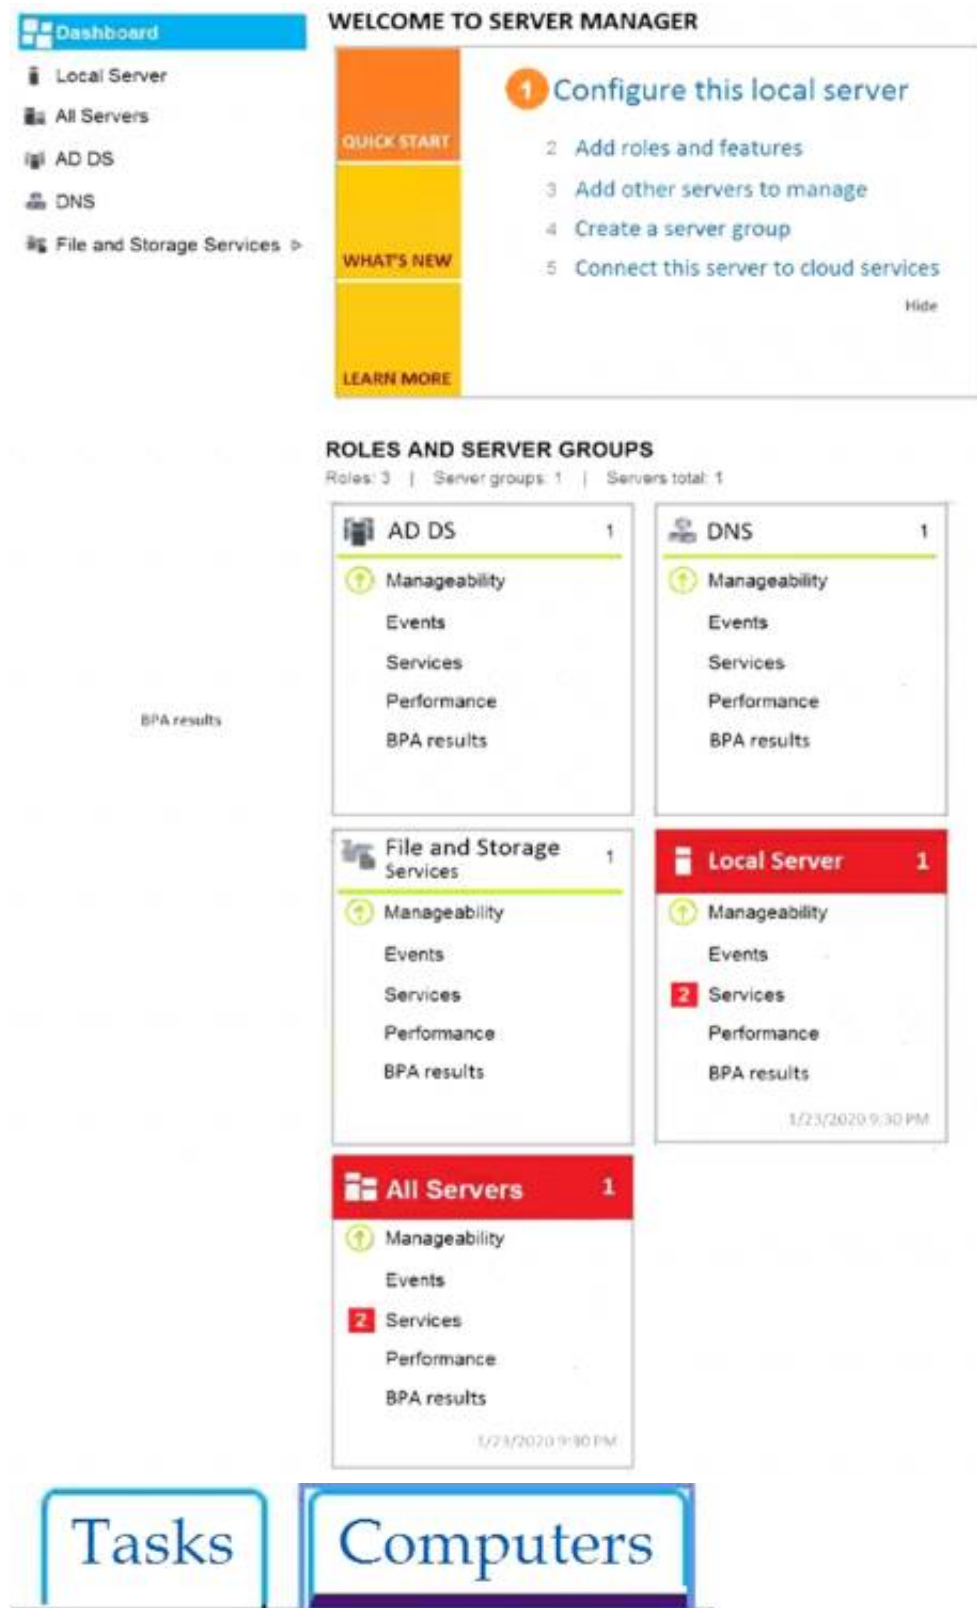 Dashboard
Local Server
All Servers
AD DS
DNS
File and Storage Services
WELCOME TO SERVER MANAGER
QUICK START
WHAT'S NEW
LEARN MORE
1 Configure this local server
2 Add roles and features
3 Add other servers to manage
4 Create a server group
5 Connect this server to cloud services
Hide
ROLES AND SERVER GROUPS
Roles: 3 | Server groups: 1 | Servers total: 1
AD DS 1
Manageability
Events
Services
Performance
BPA results
DNS 1
Manageability
Events
Services
Performance
BPA results
BPA results
File and Storage 1
Services
Manageability
Events
Services
Performance
BPA results
Local Server 1
Manageability
Events
2 Services
Performance
BPA results
1/23/2020 9:30 PM
All Servers 1
Manageability
Events
2 Services
Performance
BPA results
1/23/2020 9:30 PM
Tasks
Computers